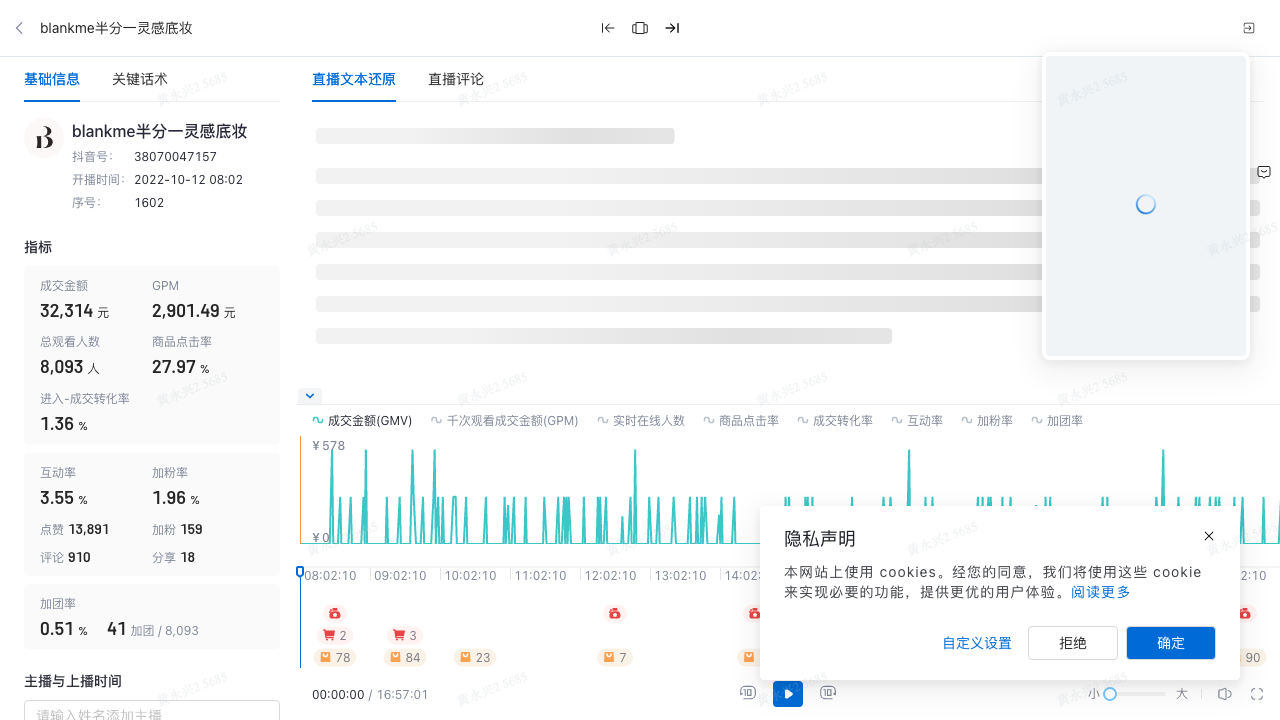 blankme半分一灵感底妆
基础信息 关键话术
直播文本还原 直播评论
blankme半分一灵感底妆
抖音号: 38070047157
开播时间: 2022-10-12 08:02
序号: 1602
指标
成交金额 GPM
32,314 元 2,901.49 元
总观看人数 商品点击率
8,093 人 27.97 %
进入-成交转化率
1.36 %
互动率 加粉率
3.55 % 1.96 %
点赞 13,891 加粉 159
评论 910 分享 18
加团率
0.51 % 41 加团 / 8,093
主播与上播时间
请输入姓名添加主播
成交金额(GMV) 千次观看成交金额(GPM) 实时在线人数 商品点击率 成交转化率 互动率 加粉率 加团率
¥578
¥0
08:02:10 09:02:10 10:02:10 11:02:10 12:02:10 13:02:10 14:02: 2:10
2 3
78 84 23 7 90
00:00:00 / 16:57:01
10 10
小 大
隐私声明
本网站上使用 cookies。经您的同意，我们将使用这些 cookie
来实现必要的功能，提供更优的用户体验。阅读更多
自定义设置 拒绝 确定
黄永兴2 5685